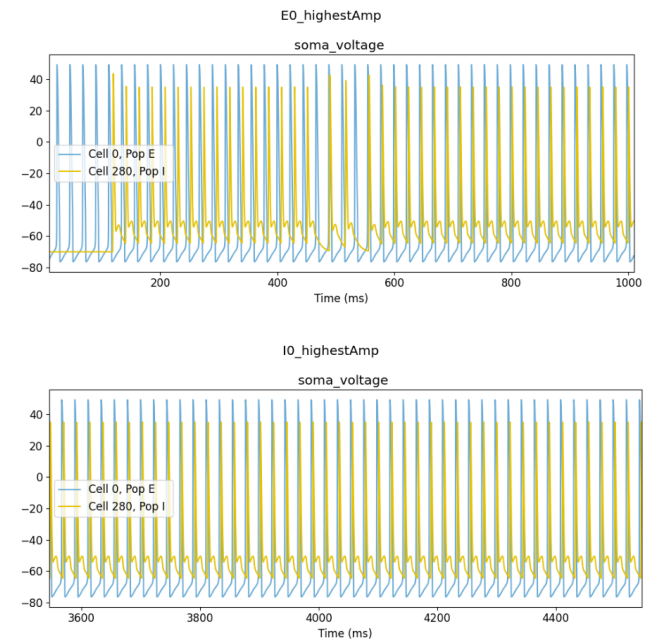 E0_highestAmp
soma_voltage
40
20
0
−20
−40
−60
−80
Cell 0, Pop E
Cell 280, Pop I
200
400
600
800
1000
Time (ms)
I0_highestAmp
soma_voltage
40
20
0
−20
−40
−60
−80
Cell 0, Pop E
Cell 280, Pop I
3600
3800
4000
4200
4400
Time (ms)